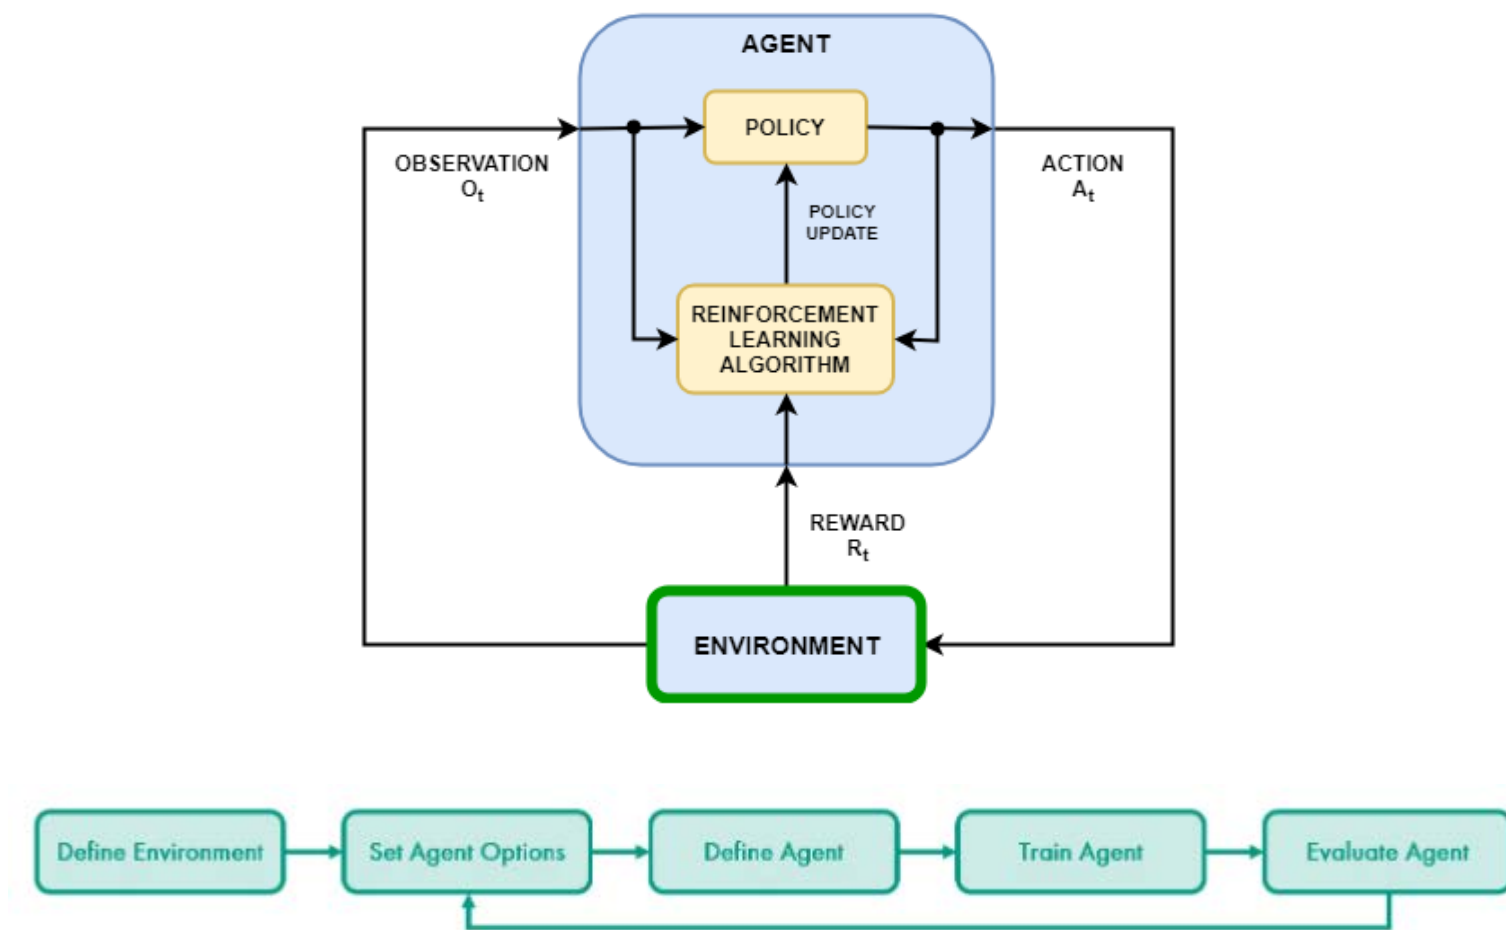 AGENT
POLICY
OBSERVATION
Oₜ
ACTION
Aₜ
POLICY
UPDATE
REINFORCEMENT
LEARNING
ALGORITHM
REWARD
Rₜ
ENVIRONMENT
Define Environment
Set Agent Options
Define Agent
Train Agent
Evaluate Agent